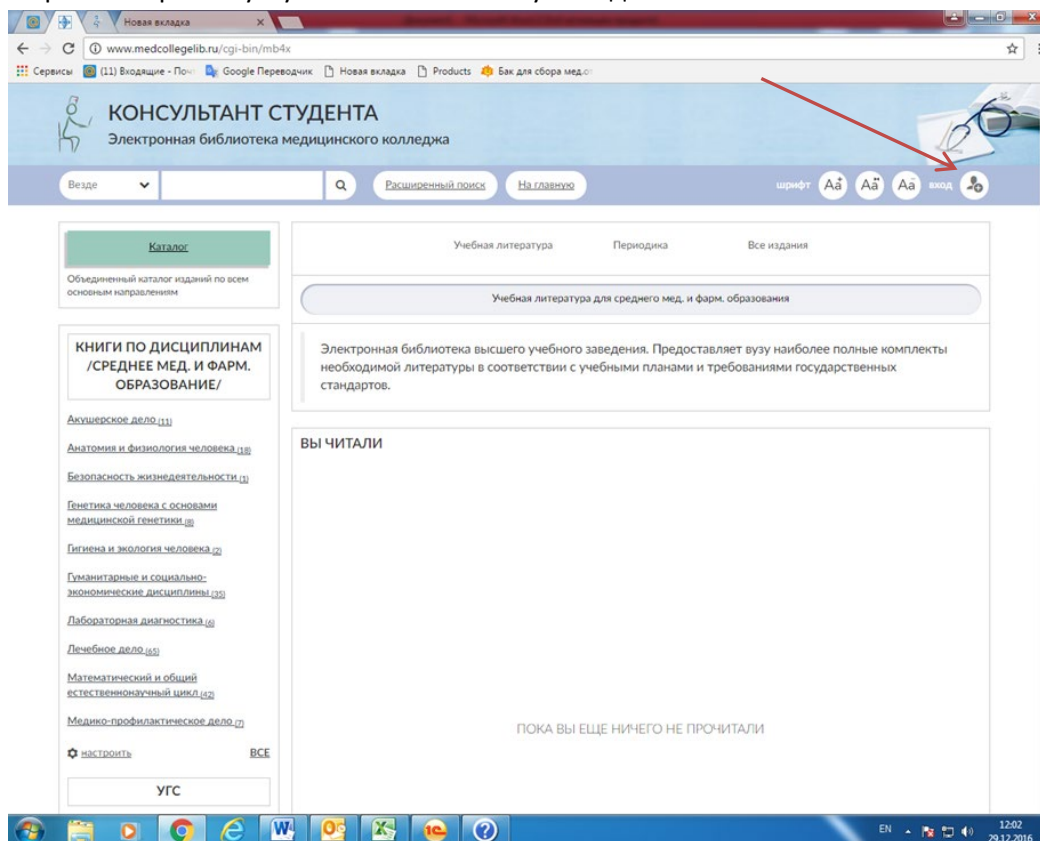 Новая вкладка
www.medcollegelib.ru/cgi-bin/mb4x
Сервисы (11) Входящие - Поч Google Переводчик Новая вкладка Products Бак для сбора мед.о
КОНСУЛЬТАНТ СТУДЕНТА
Электронная библиотека медицинского колледжа
Везде Расширенный поиск На главную шрифт Aa Aa Aa вход
Каталог
Объединенный каталог изданий по всем
основным направлениям
Учебная литература Периодика Все издания
Учебная литература для среднего мед. и фарм. образования
Электронная библиотека высшего учебного заведения. Предоставляет вузу наиболее полные комплекты
необходимой литературы в соответствии с учебными планами и требованиями государственных
стандартов.
КНИГИ ПО ДИСЦИПЛИНАМ
/СРЕДНЕЕ МЕД. И ФАРМ.
ОБРАЗОВАНИЕ/
Акушерское дело (11)
Анатомия и физиология человека (18)
Безопасность жизнедеятельности (1)
Генетика человека с основами
медицинской генетики (8)
Гигиена и экология человека (2)
Гуманитарные и социально-
экономические дисциплины (35)
Лабораторная диагностика (6)
Лечебное дело (65)
Математический и общий
естественнонаучный цикл (42)
Медико-профилактическое дело (7)
настроить ВСЕ
УГС
ВЫ ЧИТАЛИ
ПОКА ВЫ ЕЩЕ НИЧЕГО НЕ ПРОЧИТАЛИ
EN 12:02
29.12.2016